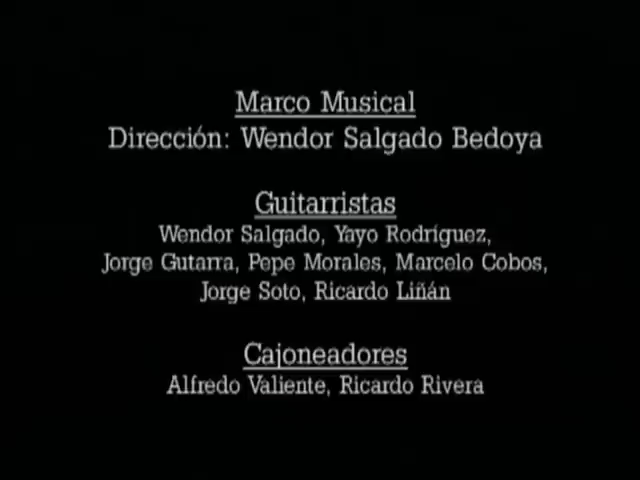 Marco Musical
Dirección: Wendor Salgado Bedoya
Guitarristas
Wendor Salgado, Yayo Rodríguez,
Jorge Gutarra, Pepe Morales, Marcelo Cobos,
Jorge Soto, Ricardo Liñán
Cajoneadores
Alfredo Valiente, Ricardo Rivera